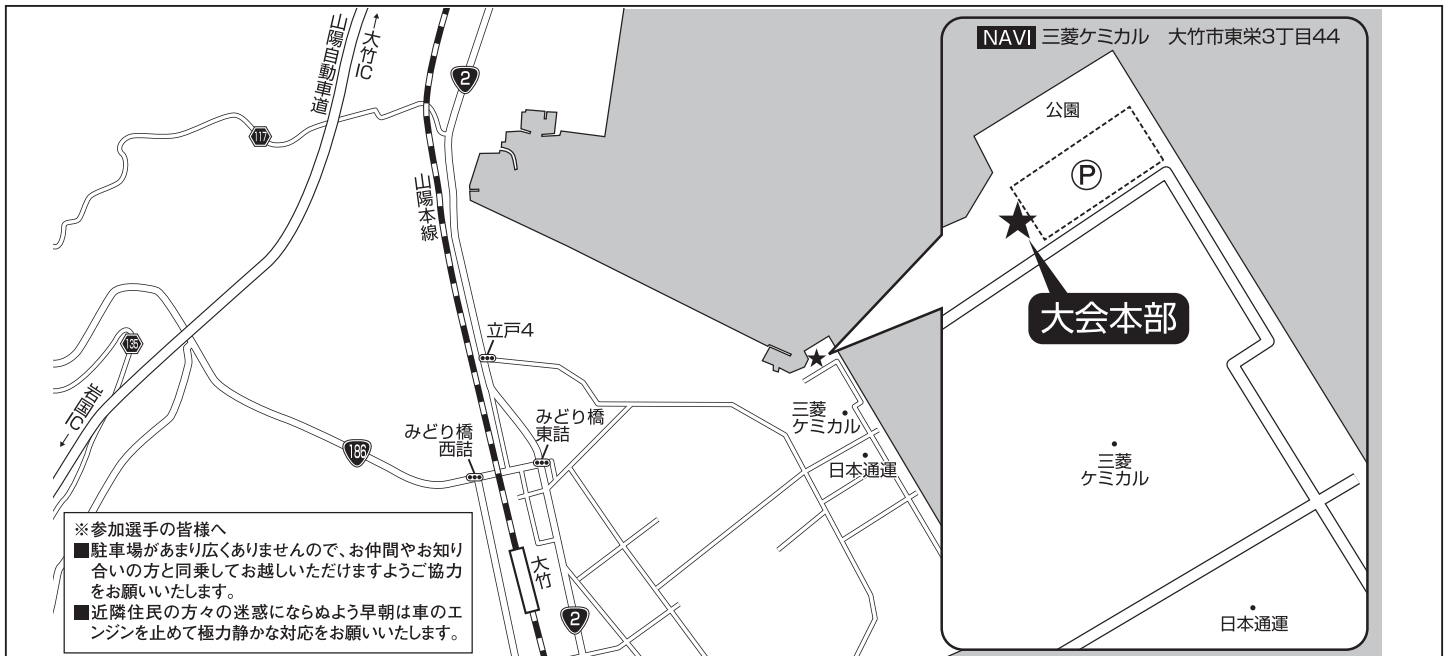 山陽自動車道
↑大竹IC
2
117
山陽本線
135
岩国IC
↓
186
立戸4
みどり橋
西詰
みどり橋
東詰
大竹
2
三菱
ケミカル
日本通運
NAVI 三菱ケミカル　大竹市東栄3丁目44
公園
P
大会本部
三菱
ケミカル
日本通運
※参加選手の皆様へ
■駐車場があまり広くありませんので、お仲間やお知り
合いの方と同乗してお越しいただけますようご協力
をお願いいたします。
■近隣住民の方々の迷惑にならぬよう早朝は車のエ
ンジンを止めて極力静かな対応をお願いいたします。